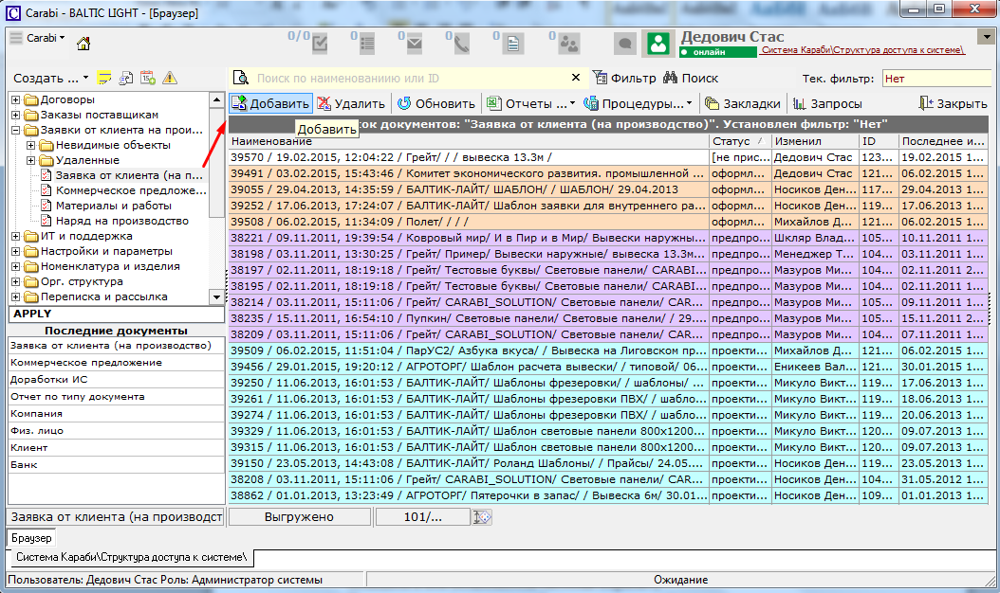 Carabi - BALTIC LIGHT - [Браузер]
Carabi
0/0 0 0 0 0 0
Дедович Стас
онлайн
Система Караби\Структура доступа к системе\
Создать ...
Поиск по наименованию или ID
Фильтр
Поиск
Тек. фильтр:
Нет
Добавить
Удалить
Обновить
Отчеты ...
Процедуры...
Закладки
Запросы
Закрыть
Договоры
Заказы поставщикам
Заявки от клиента на прои...
Невидимые объекты
Удаленные
Заявка от клиента (на п...
Коммерческое предложе...
Материалы и работы
Наряд на производство
ИТ и поддержка
Настройки и параметры
Номенклатура и изделия
Орг. структура
Переписка и рассылка
APPLY
Последние документы
Заявка от клиента (на производство)
Коммерческое предложение
Доработки ИС
Отчет по типу документа
Компания
Физ. лицо
Клиент
Банк
Добавить
сок документов: "Заявка от клиента (на производство)". Установлен фильтр: "Нет"
Наименование Статус Изменил ID Последнее и...
39570 / 19.02.2015, 12:04:22 / Грейт/ / / вывеска 13.3м / [не прис... Дедович Стас 123... 19.02.2015 1...
39491 / 03.02.2015, 15:43:46 / Комитет экономического развития. промышленной ... оформл... Дедович Стас 121... 06.02.2015 1...
39055 / 29.04.2013, 14:35:59 / БАЛТИК-ЛАЙТ/ ШАБЛОН/ / ШАБЛОН/ 29.04.2013 оформл... Носиков Ден... 117... 29.04.2013 1...
39252 / 17.06.2013, 17:24:07 / БАЛТИК-ЛАЙТ/ Шаблон заявки для внутреннего ра... оформл... Носиков Ден... 119... 17.06.2013 1...
39508 / 06.02.2015, 11:34:09 / Полет/ / / / оформл... Михайлов Д... 121... 06.02.2015 1...
38221 / 09.11.2011, 19:39:54 / Ковровый мир/ И в Пир и в Мир/ Вывески наружны... предпро... Шкляр Влад... 105... 10.11.2011 1...
38198 / 03.11.2011, 13:30:25 / Грейт/ Пример/ Вывески наружные/ вывеска 13.3м... предпро... Менеджер Т... 104... 03.11.2011 1...
38197 / 02.11.2011, 18:19:18 / Грейт/ Тестовые буквы/ Световые панели/ CARABI... предпро... Мазуров Ми... 104... 02.11.2011 2...
38195 / 02.11.2011, 18:19:18 / Грейт/ Тестовые буквы/ Световые панели/ CARABI... предпро... Мазуров Ми... 104... 02.11.2011 1...
38214 / 03.11.2011, 15:11:06 / Грейт/ CARABI_SOLUTION/ Световые панели/ CAR... предпро... Мазуров Ми... 105... 09.11.2011 1...
38235 / 15.11.2011, 16:54:10 / Пупкин/ Световые панели/ Световые панели/ / 29... предпро... Мазуров Ми... 105... 15.11.2011 2...
38209 / 03.11.2011, 15:11:06 / Грейт/ CARABI_SOLUTION/ Световые панели/ CAR... предпро... Мазуров Ми... 104... 07.11.2011 1...
39509 / 06.02.2015, 11:51:04 / ПарУС2/ Азбука вкуса/ / Вывеска на Лиговском пр... проекти... Михайлов Д... 121... 06.02.2015 1...
39456 / 29.01.2015, 19:20:12 / АГРОТОРГ/ Шаблон расчета вывески/ / типовой/ 06... проекти... Еникеев Вал... 121... 30.01.2015 1...
39250 / 11.06.2013, 16:01:53 / БАЛТИК-ЛАЙТ/ Шаблоны фрезеровки/ / шаблоны/ ... проекти... Микуло Викт... 119... 17.06.2013 1...
39261 / 11.06.2013, 16:01:53 / БАЛТИК-ЛАЙТ/ Шаблоны фрезеровки ПВХ/ / шабло... проекти... Микуло Викт... 119... 18.06.2013 1...
39274 / 11.06.2013, 16:01:53 / БАЛТИК-ЛАЙТ/ Шаблоны фрезеровки ПВХ/ / шабло... проекти... Микуло Викт... 119... 20.06.2013 1...
39329 / 11.06.2013, 16:01:53 / БАЛТИК-ЛАЙТ/ Шаблон световые панели 800х1200... проекти... Микуло Викт... 120... 09.07.2013 1...
39315 / 11.06.2013, 16:01:53 / БАЛТИК-ЛАЙТ/ Шаблон световые панели 800х1200... проекти... Микуло Викт... 120... 09.07.2013 1...
39150 / 23.05.2013, 14:43:08 / БАЛТИК-ЛАЙТ/ Роланд Шаблоны/ / Прайсы/ 24.05.... проекти... Носиков Ден... 119... 23.05.2013 1...
38208 / 03.11.2011, 15:11:06 / Грейт/ CARABI_SOLUTION/ Световые панели/ CAR... проекти... Носиков Ден... 104... 31.05.2012 1...
38862 / 01.01.2013, 13:23:49 / АГРОТОРГ/ Пятерочки в запас/ / Вывеска 6м/ 30.01... проекти... Носиков Ден... 109... 01.01.2013 1...
Заявка от клиента (на производст
Выгружено
101/...
Браузер
Система Караби\Структура доступа к системе\
Пользователь: Дедович Стас Роль: Администратор системы
Ожидание